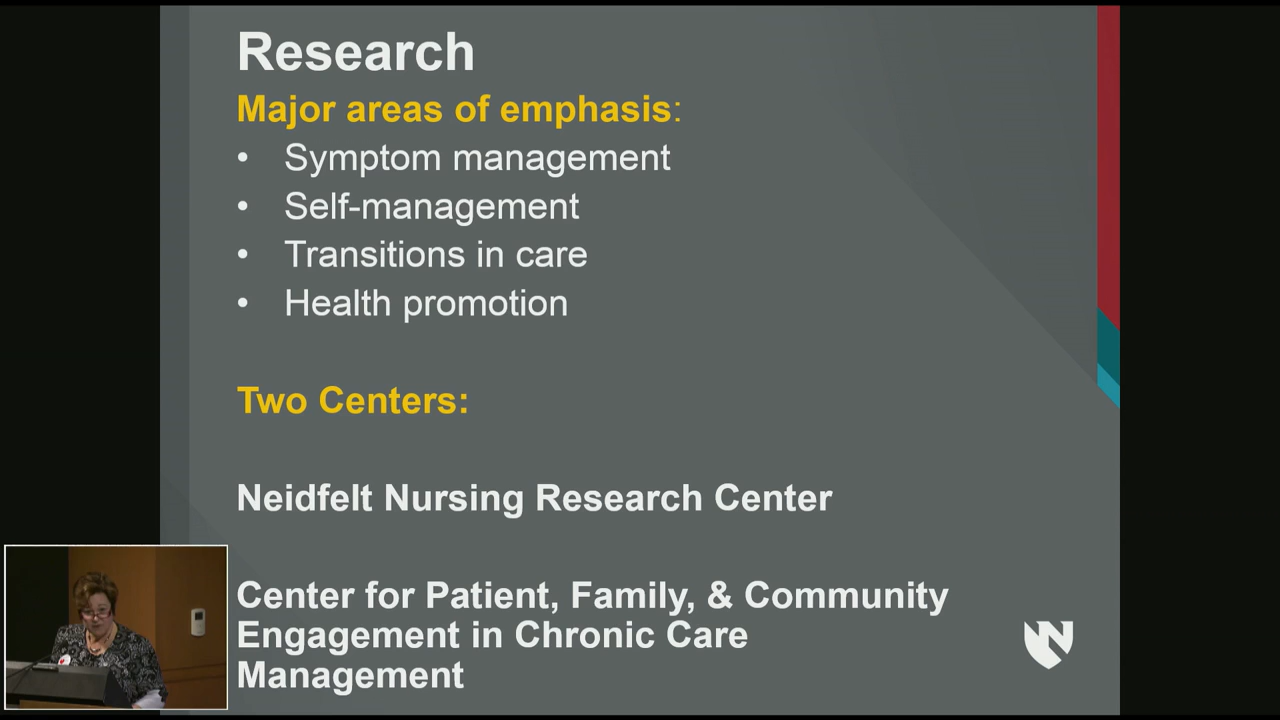 Research
Major areas of emphasis:
• Symptom management
• Self-management
• Transitions in care
• Health promotion
Two Centers:
Neidfelt Nursing Research Center
Center for Patient, Family, & Community
Engagement in Chronic Care
Management